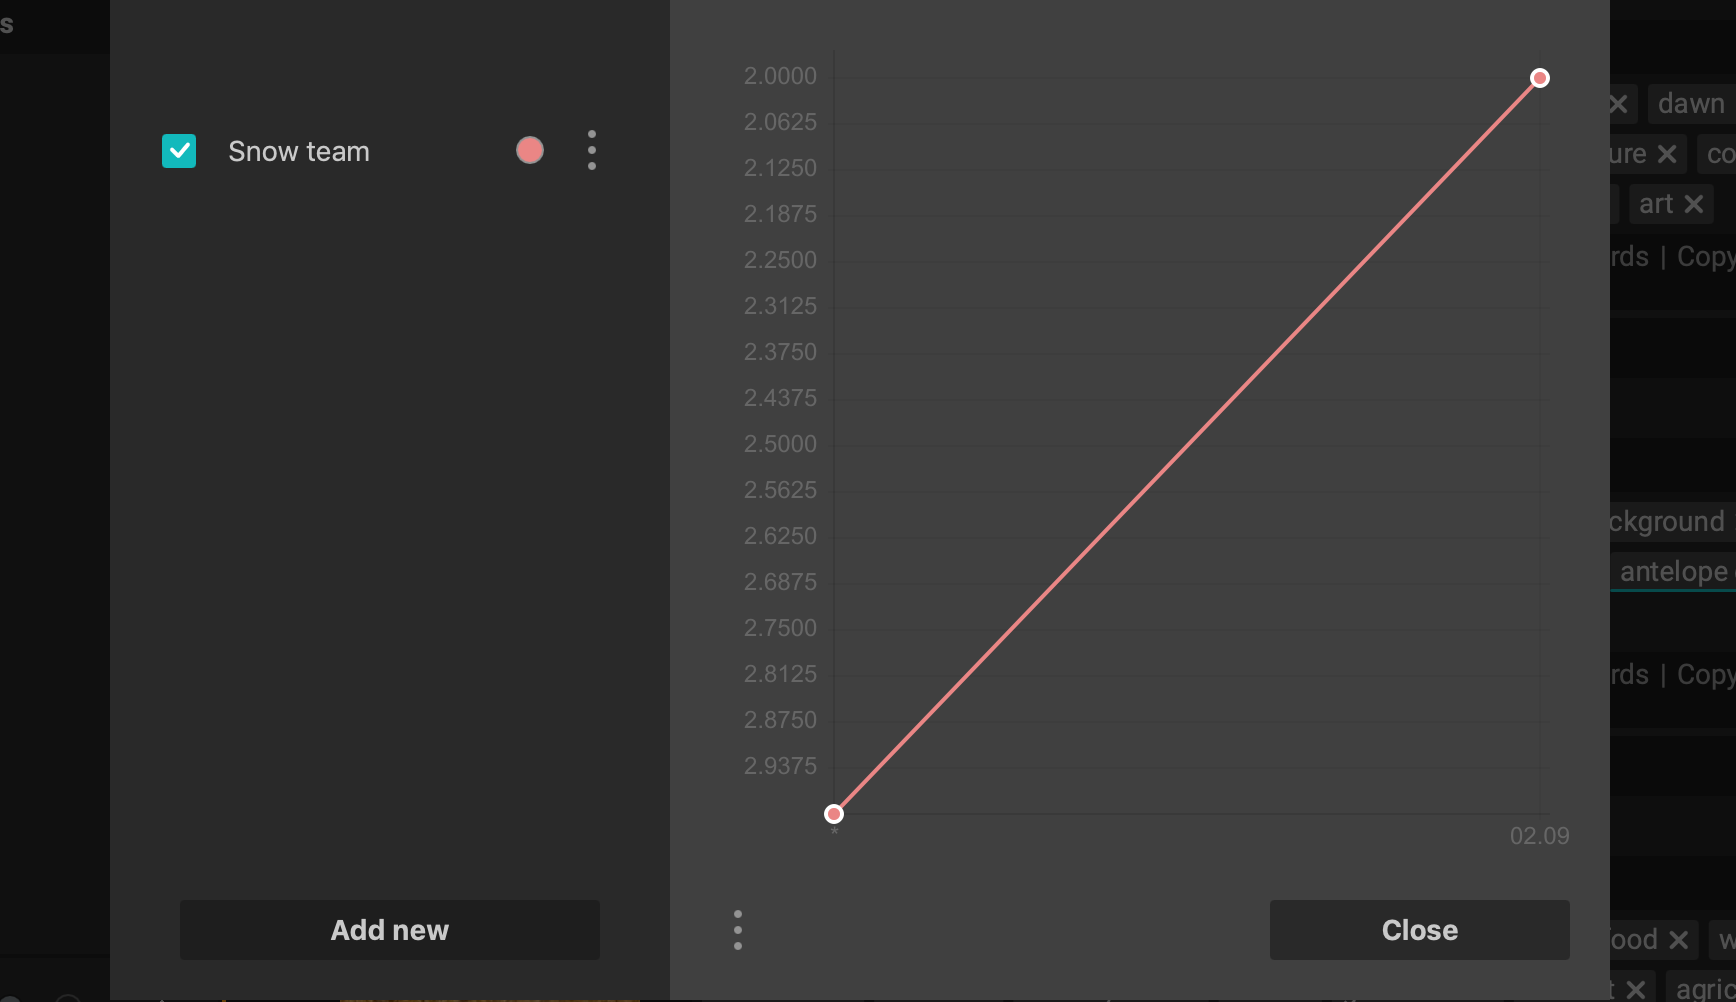 s
Snow team
Add new
2.0000
2.0625
2.1250
2.1875
2.2500
2.3125
2.3750
2.4375
2.5000
2.5625
2.6250
2.6875
2.7500
2.8125
2.8750
2.9375
*
02.09
Close
dawn
ure co
art
rds | Copy
ckground
antelope
rds | Copy
ood w
t agric